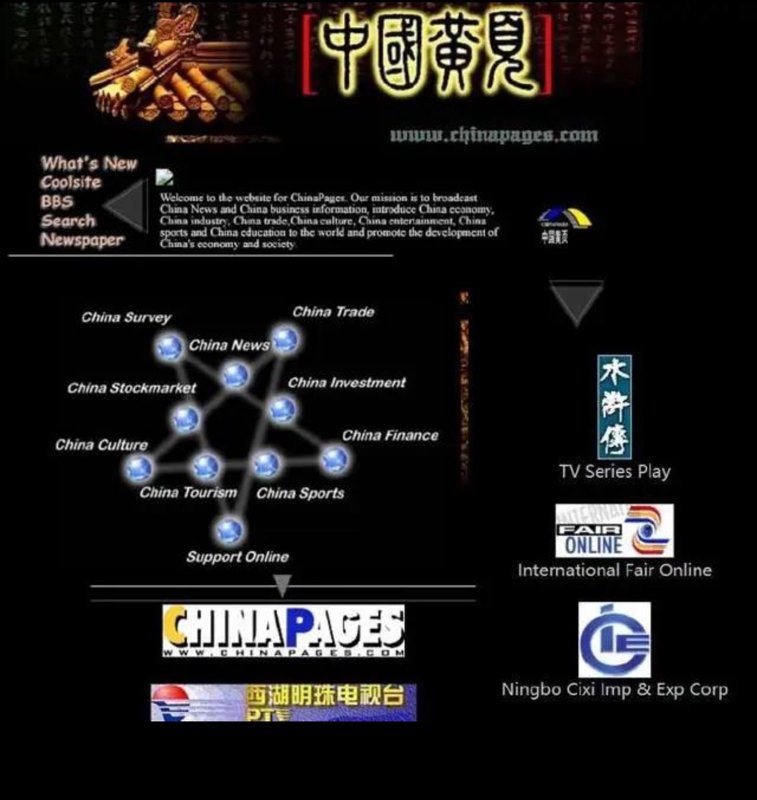 [中國黃頁]
www.chinapages.com
What's New
Coolsite
BBS
Search
Newspaper
Welcome to the website for ChinaPages. Our mission is to broadcast
China News and China business information, introduce China economy,
China industry, China trade,China culture, China entertainment, China
sports and China education to the world and promote the development of
China's economy and society.
中国黄页
China Survey
China Trade
China News
China Stockmarket
China Investment
China Culture
China Finance
China Tourism
China Sports
Support Online
水滸傳
TV Series Play
INTERNATI
FAIR
ONLINE
International Fair Online
CIE
Ningbo Cixi Imp & Exp Corp
CHINAPAGES
WWW.CHINAPAGES.COM
西湖明珠电视台